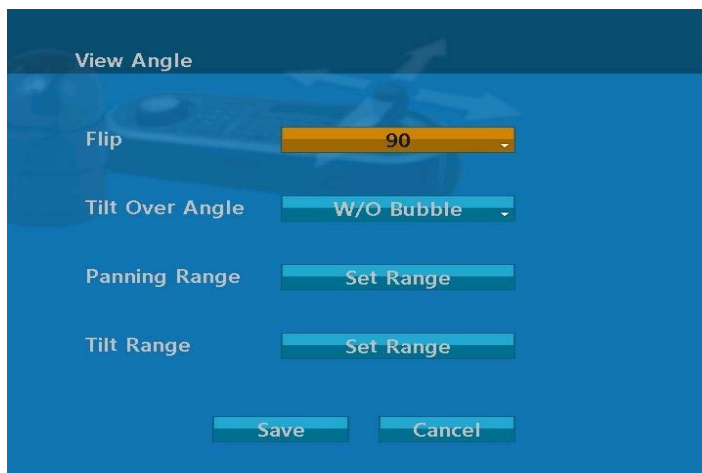 View Angle
Flip 90
Tilt Over Angle W/O Bubble
Panning Range Set Range
Tilt Range Set Range
Save Cancel